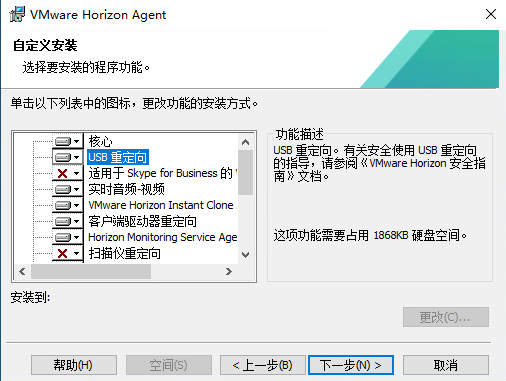 VMware Horizon Agent
自定义安装
选择要安装的程序功能。
单击以下列表中的图标，更改功能的安装方式。
核心
USB 重定向
适用于 Skype for Business 的
实时音频-视频
VMware Horizon Instant Clone
客户端驱动器重定向
Horizon Monitoring Service Age
扫描仪重定向
功能描述
USB 重定向。有关安全使用 USB 重定向
的指导，请参阅《VMware Horizon 安全指
南》文档。
这项功能需要占用 1868KB 硬盘空间。
安装到:
更改(C)...
帮助(H)
空间(S)
< 上一步(B)
下一步(N) >
取消